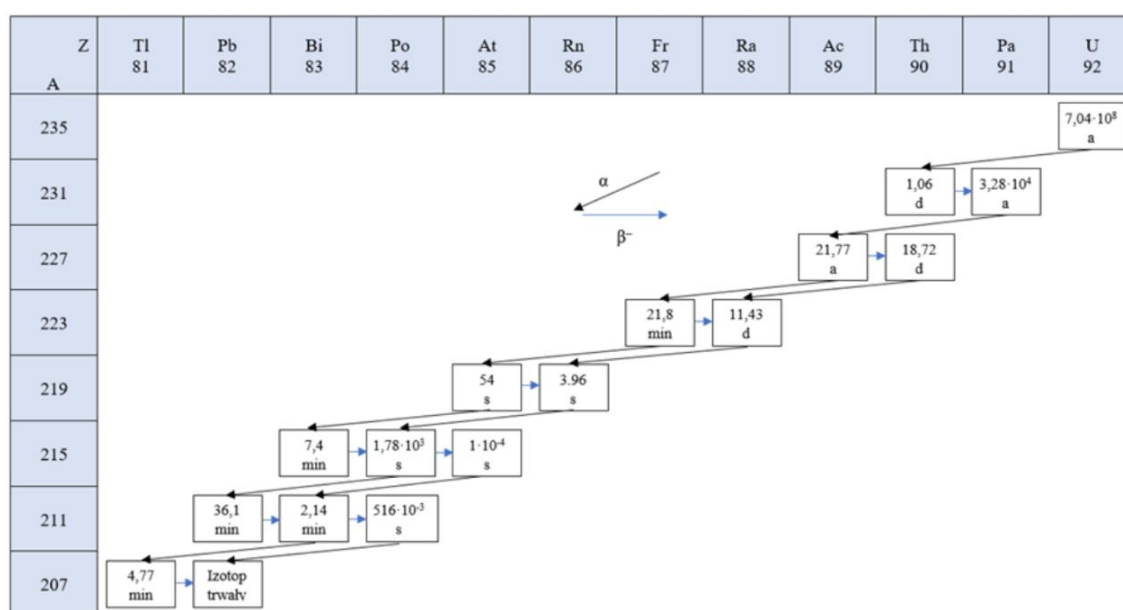 Z Tl Pb Bi Po At Rn Fr Ra Ac Th Pa U
A 81 82 83 84 85 86 87 88 89 90 91 92
235 7,04·10⁸
a
α
231 1,06 3,28·10⁴
d a
β⁻
227 21,77 18,72
a d
223 21,8 11,43
min d
219 54 3.96
s s
215 7,4 1,78·10³ 1·10⁻⁴
min s s
211 36,1 2,14 516·10⁻³
min min s
207 4,77 Izotop
min trwały